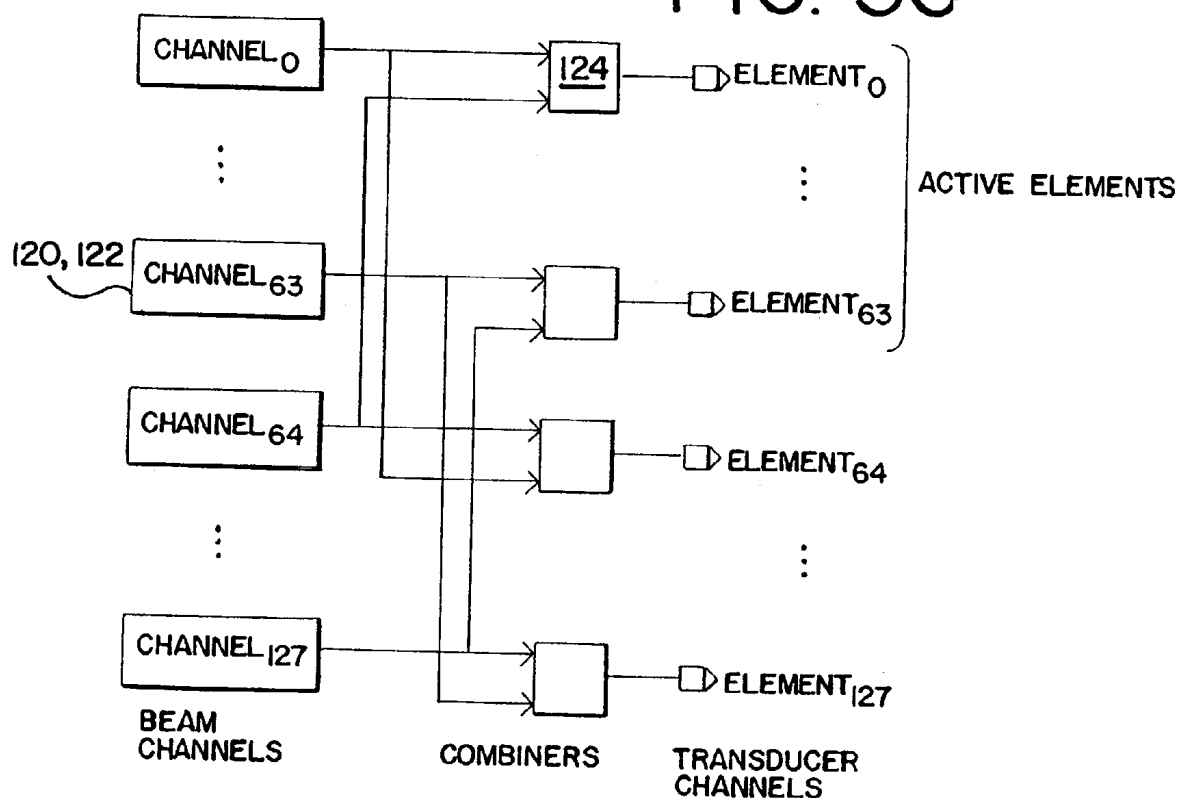 CHANNEL0
124
ELEMENT0
ACTIVE ELEMENTS
120, 122
CHANNEL63
ELEMENT63
CHANNEL64
ELEMENT64
CHANNEL127
ELEMENT127
BEAM
CHANNELS
COMBINERS
TRANSDUCER
CHANNELS